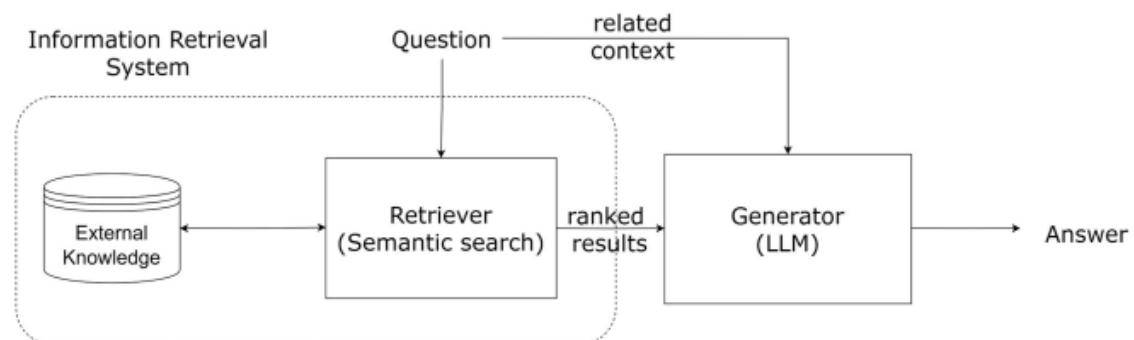 Information Retrieval
System
Question
related
context
External
Knowledge
Retriever
(Semantic search)
ranked
results
Generator
(LLM)
Answer